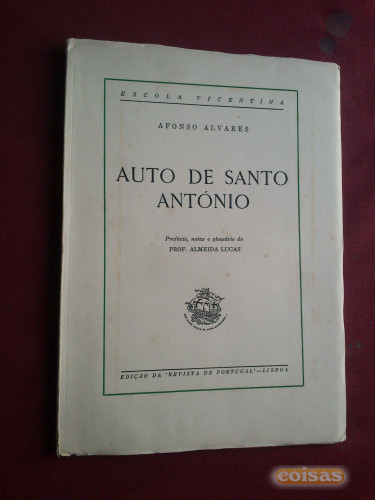 ESCOLA VICENTINA
AFONSO ÁLVARES
AUTO DE SANTO
ANTÓNIO
Prefácio, notas e glossário do
PROF. ALMEIDA LUCAS
EDIÇÃO DA "REVISTA DE PORTUGAL"—LISBOA
coisas